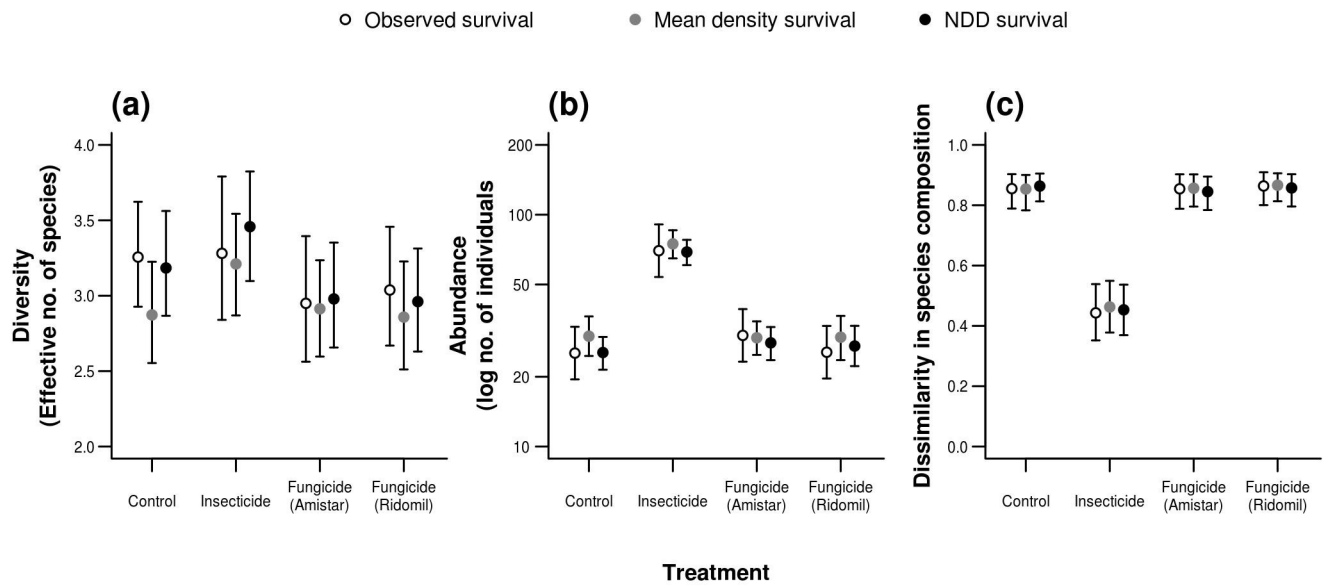 Observed survival
Mean density survival
NDD survival
(a)
Diversity
(Effective no. of species)
4.0
3.5
3.0
2.5
2.0
Control
Insecticide
Fungicide
(Amistar)
Fungicide
(Ridomil)
(b)
Abundance
(log no. of individuals
200
100
50
20
10
Control
Insecticide
Fungicide
(Amistar)
Fungicide
(Ridomil)
(c)
Dissimilarity in species composition
1.0
0.8
0.6
0.4
0.2
0.0
Control
Insecticide
Fungicide
(Amistar)
Fungicide
(Ridomil)
Treatment